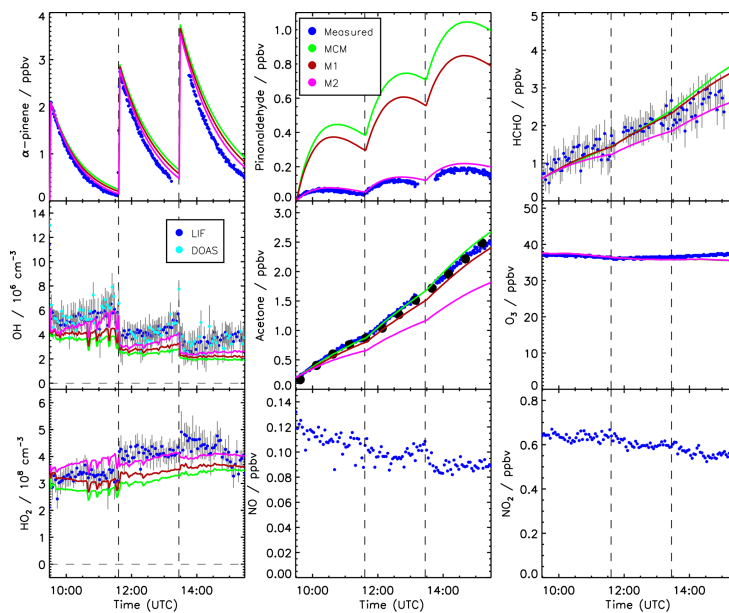 α-pinene / ppbv
4
3
2
1
0
Pinonaldehyde / ppbv
1.0
0.8
0.6
0.4
0.2
0.0
Measured
MCM
M1
M2
HCHO / ppbv
5
4
3
2
1
0
OH / 10⁶ cm⁻³
14
12
10
8
6
4
2
0
LIF
DOAS
Acetone / ppbv
3.0
2.5
2.0
1.5
1.0
0.5
0.0
O₃ / ppbv
50
40
30
20
10
0
HO₂ / 10⁸ cm⁻³
6
5
4
3
2
1
0
10:00 12:00 14:00
Time (UTC)
NO / ppbv
0.14
0.12
0.10
0.08
0.06
0.04
0.02
0.00
10:00 12:00 14:00
Time (UTC)
NO₂ / ppbv
0.8
0.6
0.4
0.2
0.0
10:00 12:00 14:00
Time (UTC)